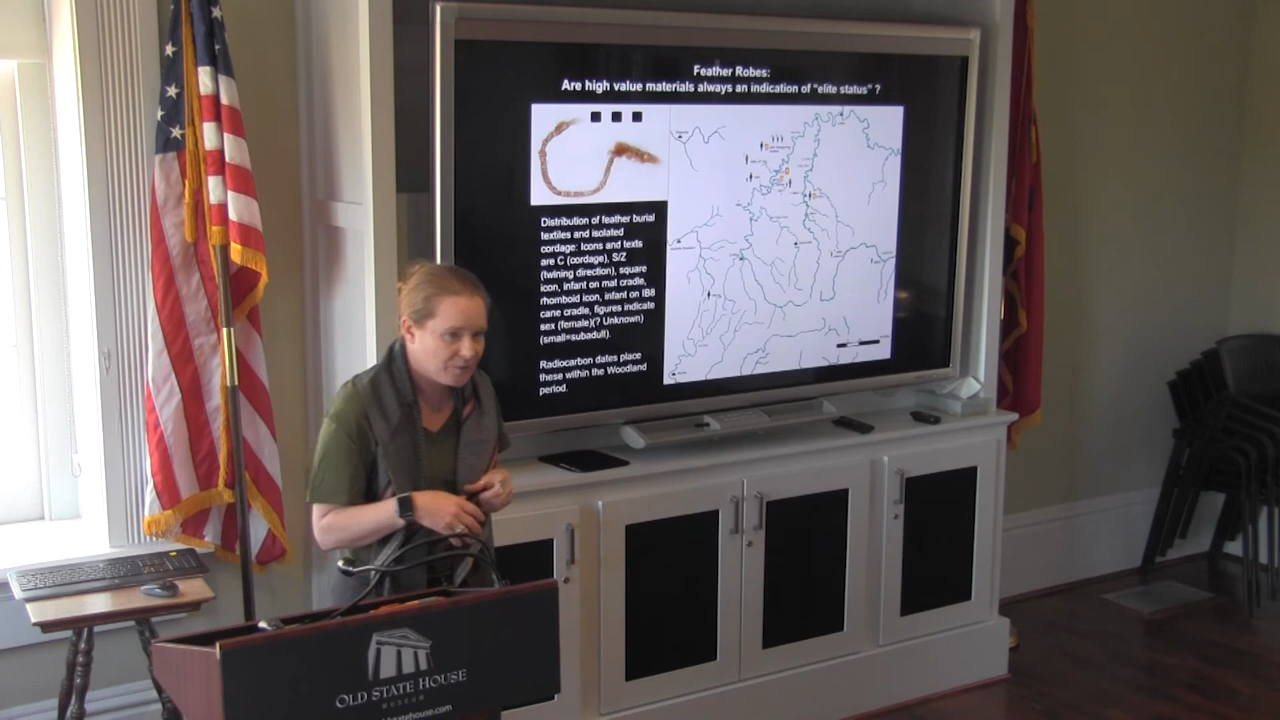 Feather Robes:
Are high value materials always an indication of “elite status” ?
Distribution of feather burial
textiles and isolated
cordage: Icons and texts
are C (cordage), S/Z
(twining direction), square
icon, infant on mat cradle,
rhomboid icon, infant on IB8
cane cradle, figures indicate
sex (female)(? Unknown)
(small=subadult).
Radiocarbon dates place
these within the Woodland
period.
OLD STATE HOUSE
MUSEUM